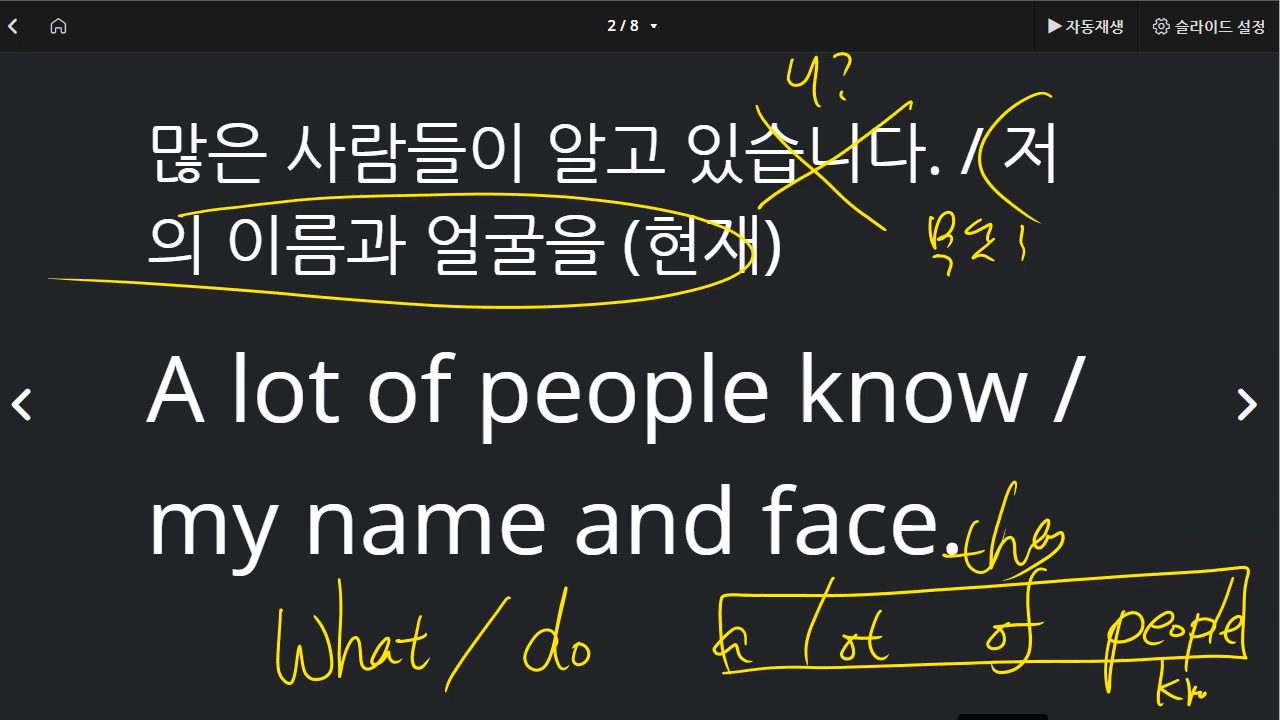 2 / 8
자동재생
슬라이드 설정
니?
많은 사람들이 알고 있습니다. / 저
의 이름과 얼굴을 (현재)
A lot of people know /
my name and face.
What / do a lot of people